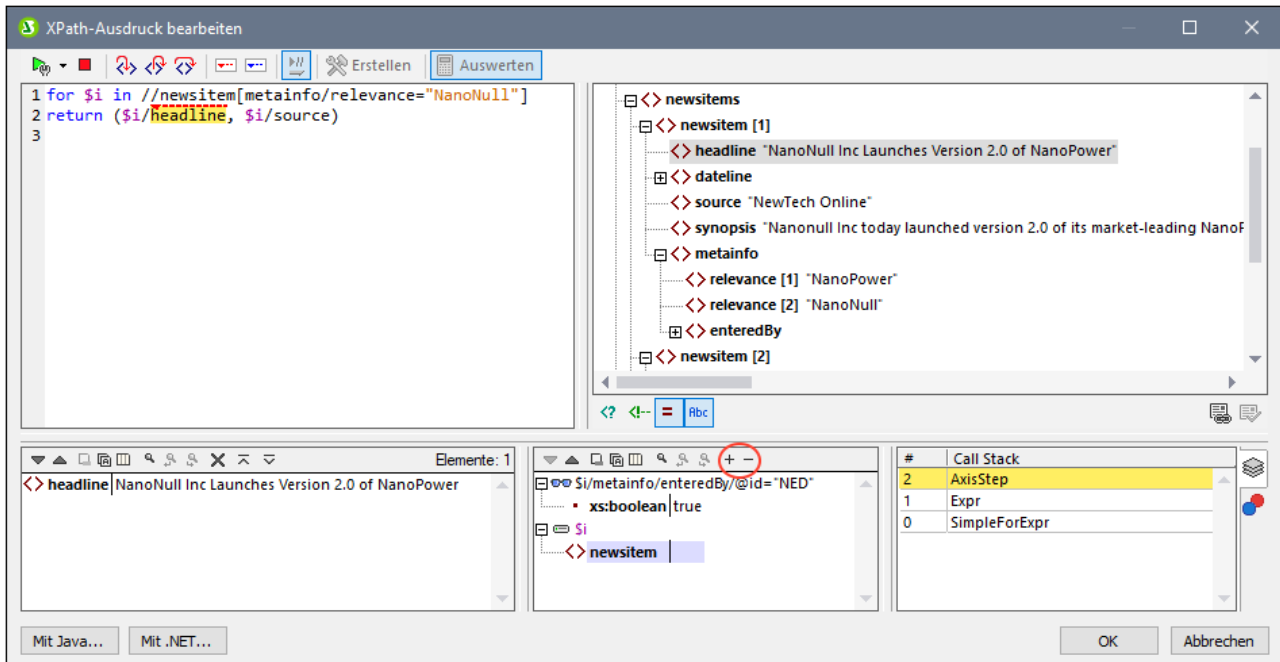 XPath-Ausdruck bearbeiten
Erstellen
Auswerten
1 for $i in //newsitem[metainfo/relevance="NanoNull"]
2 return ($i/headline, $i/source)
3
<> newsitems
<> newsitem [1]
<> headline "NanoNull Inc Launches Version 2.0 of NanoPower"
<> dateline
<> source "NewTech Online"
<> synopsis "Nanonull Inc today launched version 2.0 of its market-leading NanoP
<> metainfo
<> relevance [1] "NanoPower"
<> relevance [2] "NanoNull"
<> enteredBy
<> newsitem [2]
<? <!-- = Abc
Elemente: 1
<> headline NanoNull Inc Launches Version 2.0 of NanoPower
+ −
$i/metainfo/enteredBy/@id="NED"
xs:boolean true
$i
<> newsitem
# Call Stack
2 AxisStep
1 Expr
0 SimpleForExpr
Mit Java...
Mit .NET...
OK
Abbrechen